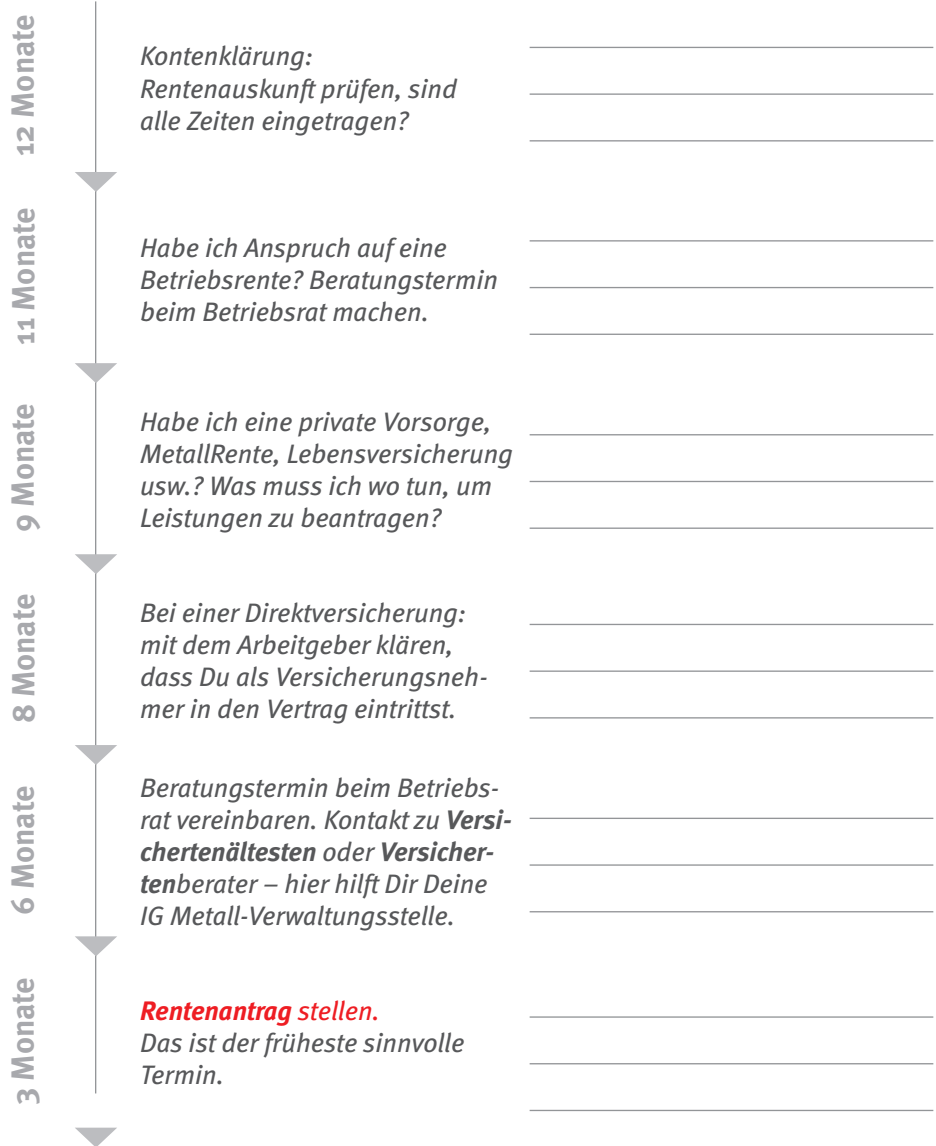 12 Monate
Kontenklärung:
Rentenauskunft prüfen, sind
alle Zeiten eingetragen?
11 Monate
Habe ich Anspruch auf eine
Betriebsrente? Beratungstermin
beim Betriebsrat machen.
9 Monate
Habe ich eine private Vorsorge,
MetallRente, Lebensversicherung
usw.? Was muss ich wo tun, um
Leistungen zu beantragen?
8 Monate
Bei einer Direktversicherung:
mit dem Arbeitgeber klären,
dass Du als Versicherungsneh-
mer in den Vertrag eintrittst.
6 Monate
Beratungstermin beim Betriebs-
rat vereinbaren. Kontakt zu Versi-
chertenältesten oder Versicher-
tenberater – hier hilft Dir Deine
IG Metall-Verwaltungsstelle.
3 Monate
Rentenantrag stellen.
Das ist der früheste sinnvolle
Termin.